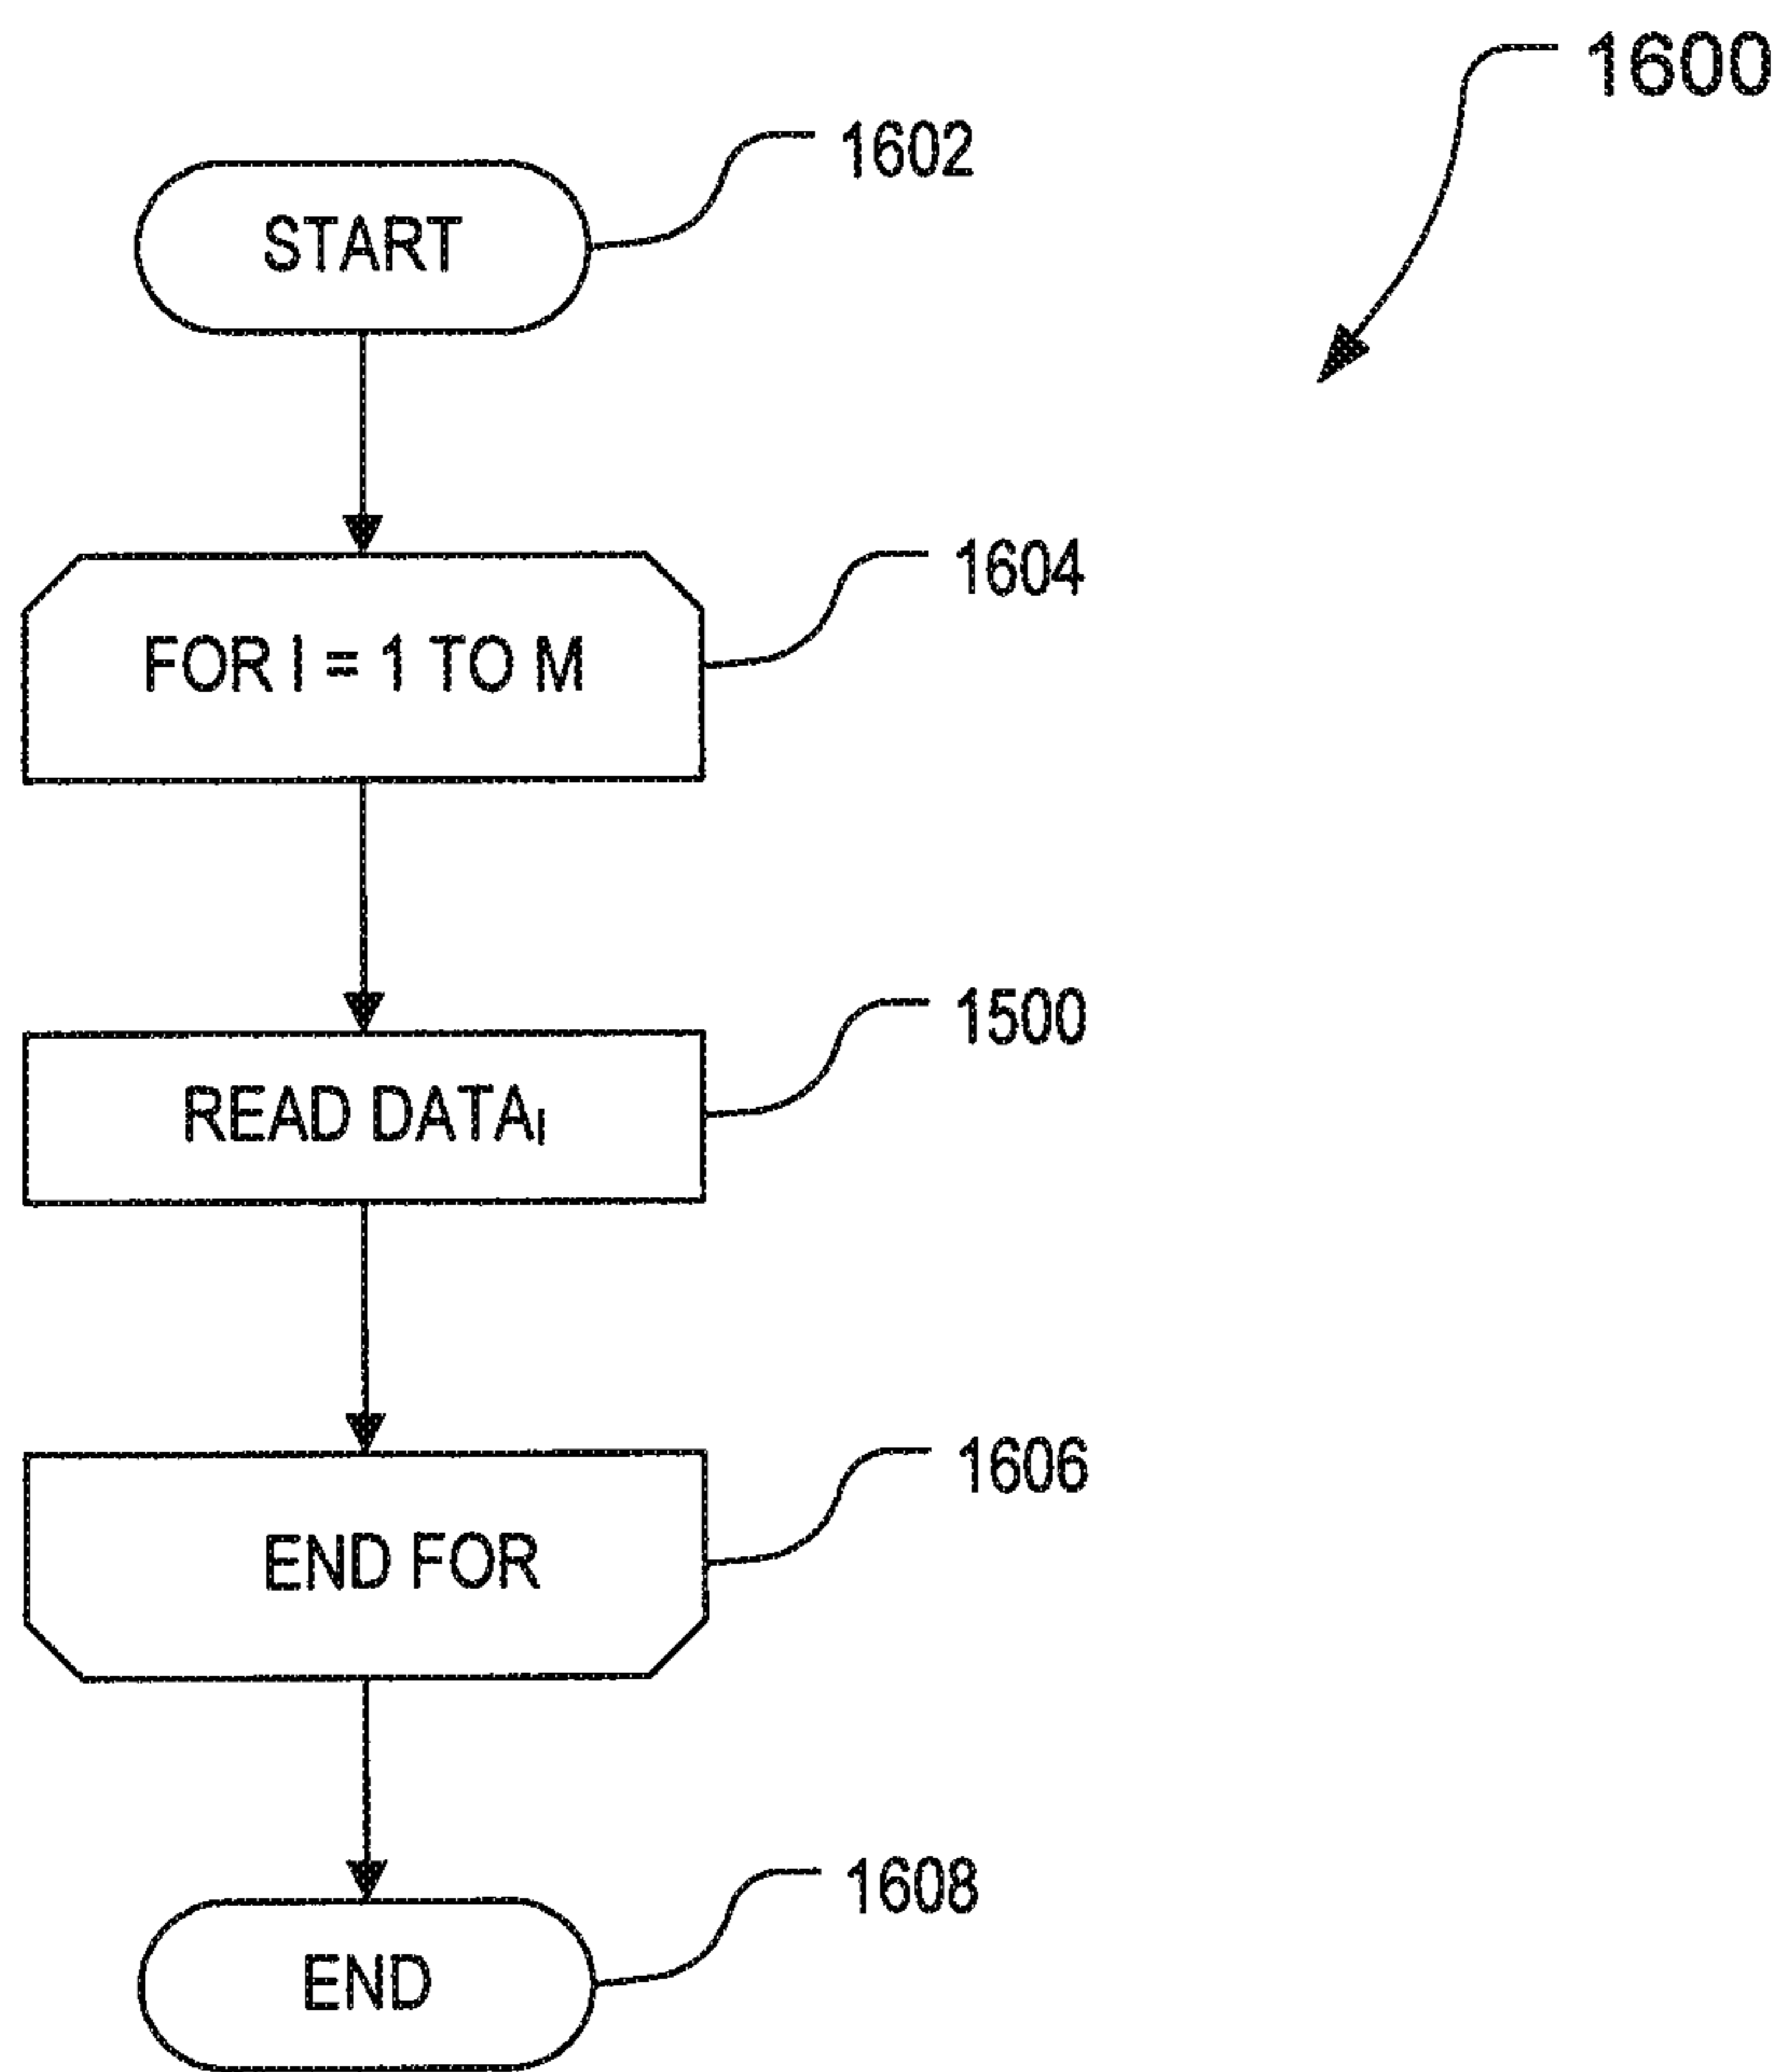 1600
1602
START
1604
FOR I = 1 TO M
1500
READ DATAI
1606
END FOR
1608
END